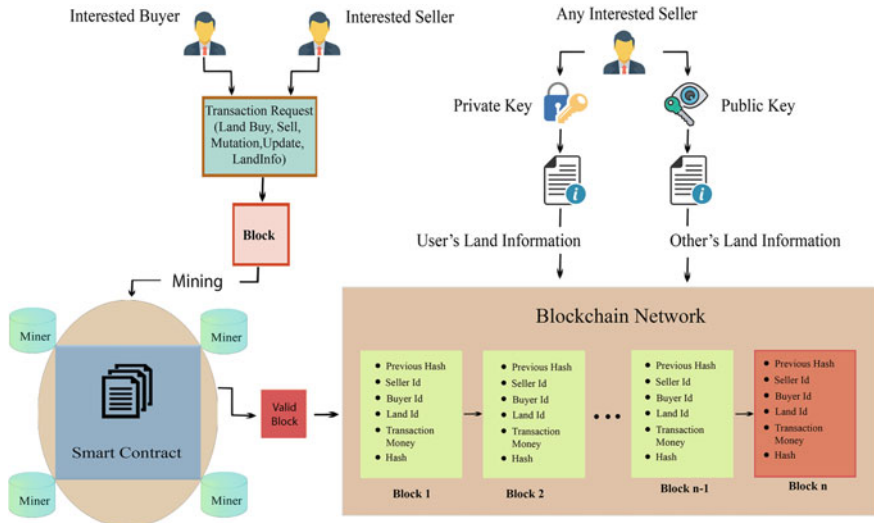 Interested Buyer
Interested Seller
Any Interested Seller
Transaction Request
(Land Buy, Sell,
Mutation,Update,
LandInfo)
Private Key
Public Key
Block
User's Land Information
Other's Land Information
Mining
Miner
Miner
Smart Contract
Miner
Miner
Valid
Block
Blockchain Network
Previous Hash
Seller Id
Buyer Id
Land Id
Transaction
Money
Hash
Block 1
Previous Hash
Seller Id
Buyer Id
Land Id
Transaction
Money
Hash
Block 2
Previous Hash
Seller Id
Buyer Id
Land Id
Transaction
Money
Hash
Block n-1
Previous Hash
Seller Id
Buyer Id
Land Id
Transaction
Money
Hash
Block n